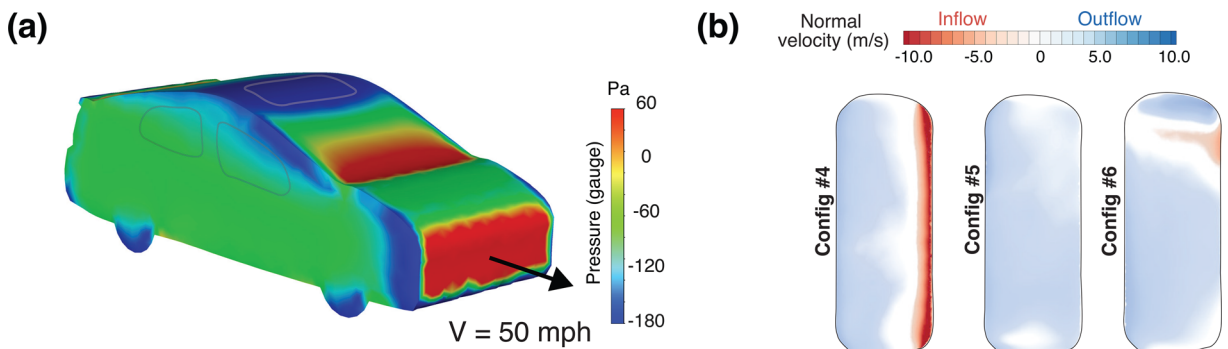 (a)
Pa
60
0
-60
-120
-180
Pressure (gauge)
V = 50 mph
(b)
Normal
velocity (m/s)
Inflow
Outflow
-10.0
-5.0
0
5.0
10.0
Config #4
Config #5
Config #6